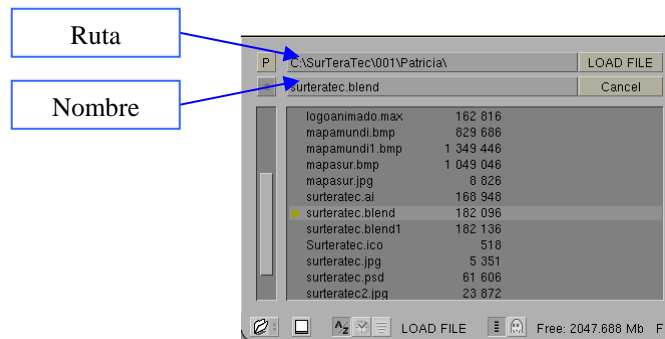 Ruta
P C:\SurTeraTec\001\Patricia\ LOAD FILE
surteratec.blend Cancel
Nombre
logoanimado.max 162 816
mapamundi.bmp 829 686
mapamundi1.bmp 1 349 446
mapasur.bmp 1 049 046
mapasur.jpg 8 826
surteratec.ai 168 948
surteratec.blend 182 096
surteratec.blend1 182 136
Surteratec.ico 518
surteratec.jpg 5 351
surteratec.psd 61 606
surteratec2.jpg 23 872
AZ LOAD FILE Free: 2047.688 Mb F